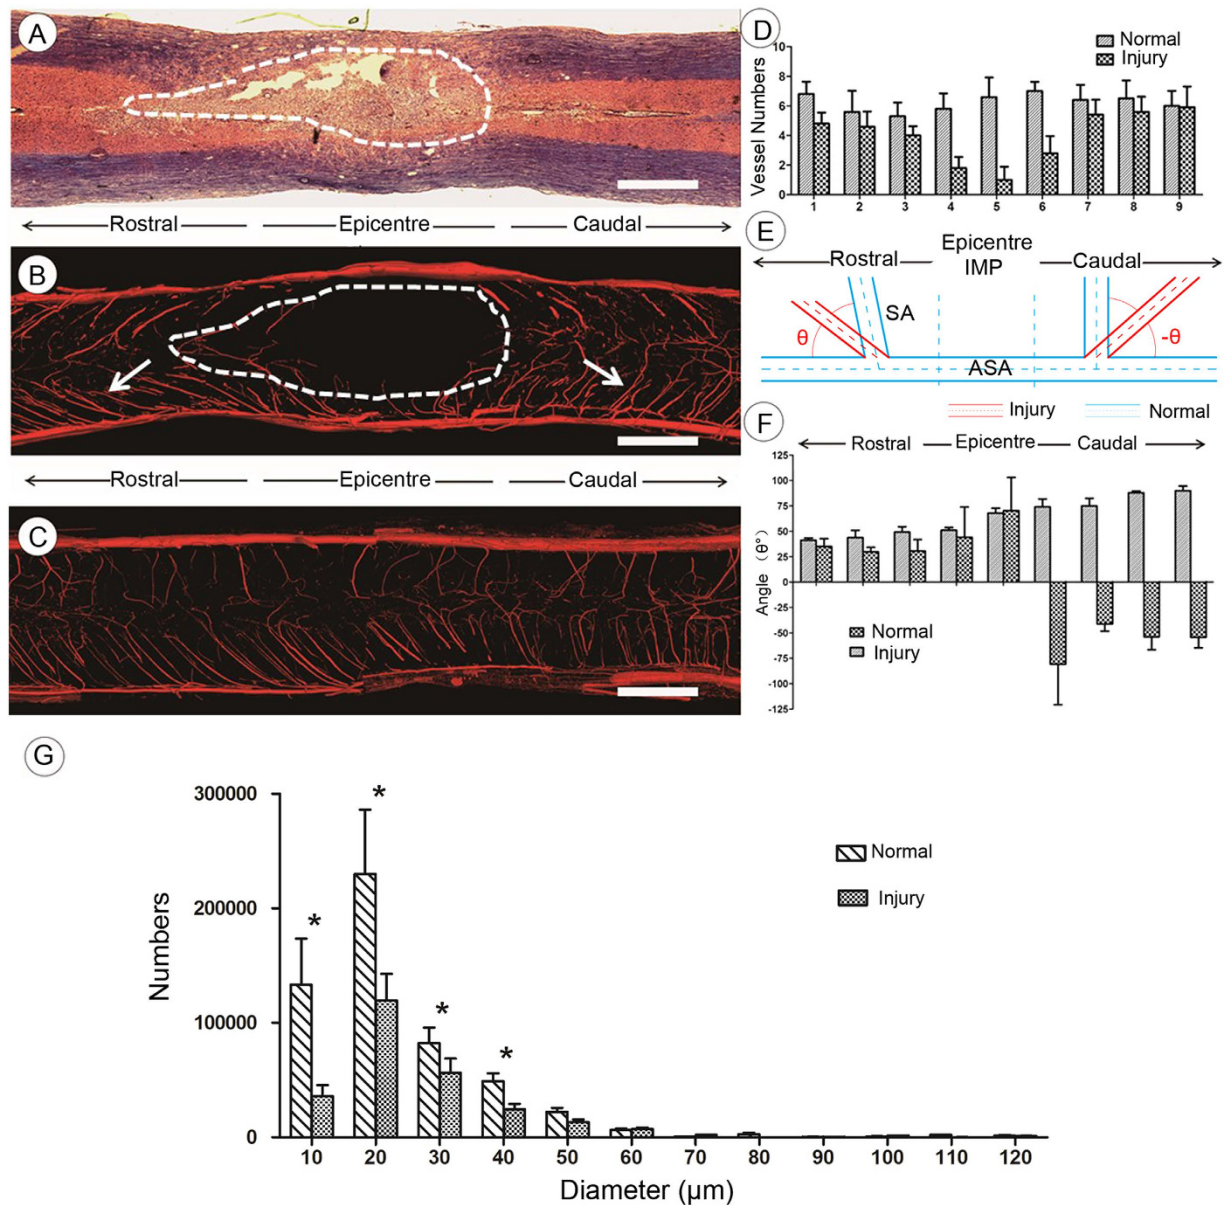 A
Rostral Epicentre Caudal
B
Rostral Epicentre Caudal
C
D
Normal
Injury
Vessel Numbers
10
8
6
4
2
0
1 2 3 4 5 6 7 8 9
E
Rostral Epicentre IMP Caudal
θ SA -θ
ASA
Injury Normal
F
Rostral Epicentre Caudal
Angle (θ°)
125
100
75
50
25
0
-25
-50
-75
-100
-125
Normal
Injury
G
Numbers
300000
200000
100000
0
* * * *
Normal
Injury
10 20 30 40 50 60 70 80 90 100 110 120
Diameter (μm)